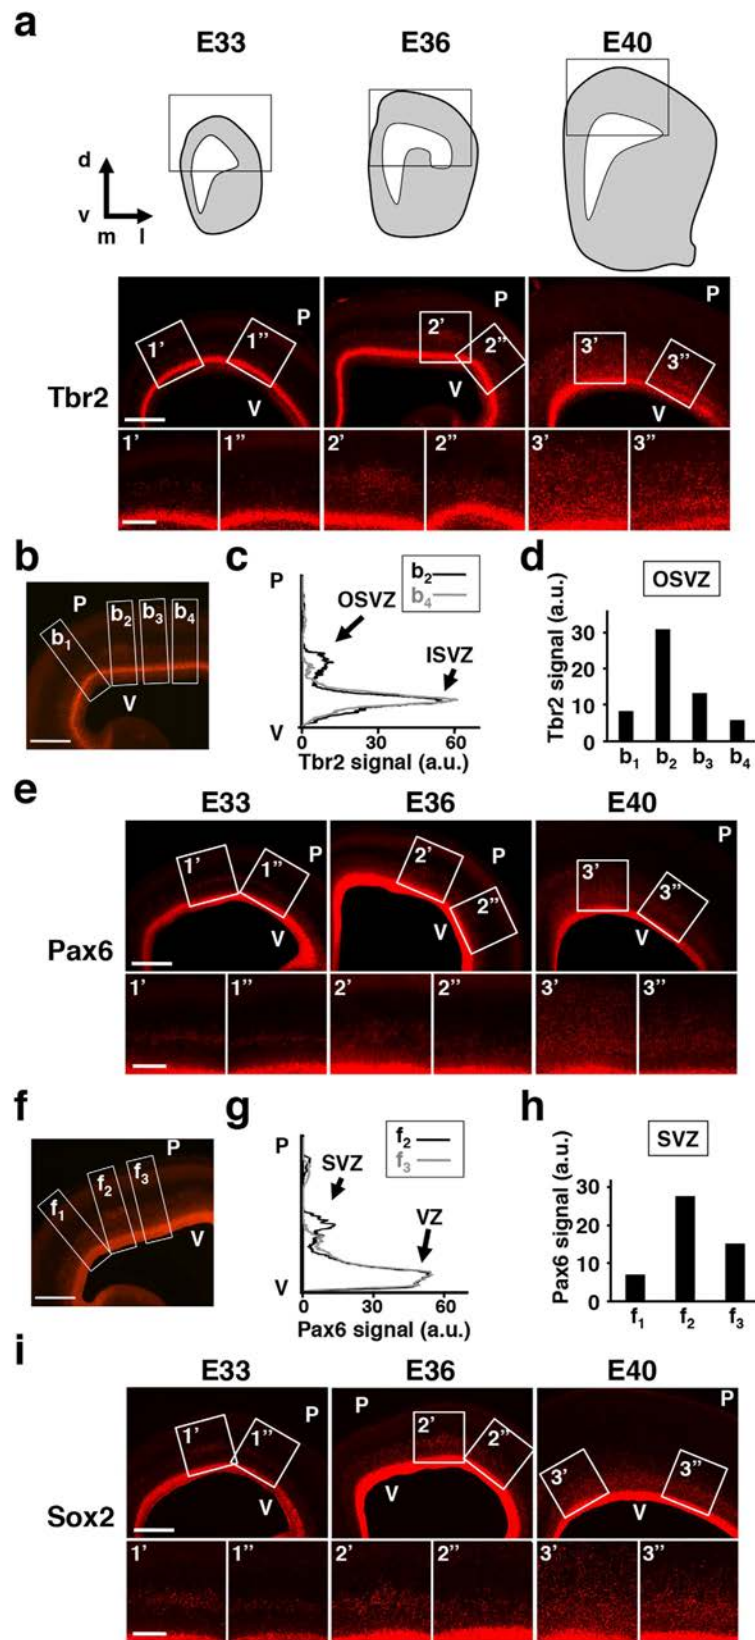 a
E33 E36 E40
d
v
m l
P P P
1' 1” 2' 2” 3' 3”
V V V
Tbr2
1' 1” 2' 2” 3' 3”
b c d
P
b1 b2 b3 b4
V
P
b2
b4
OSVZ
ISVZ
V
0 30 60
Tbr2 signal (a.u.)
OSVZ
Tbr2 signal (a.u.)
30
20
10
0
b1 b2 b3 b4
e
E33 E36 E40
P P P
1' 1” 2' 2” 3' 3”
V V V
Pax6
1' 1” 2' 2” 3' 3”
f g h
P
f1 f2 f3
V
P
f2
f3
SVZ
VZ
V
0 30 60
Pax6 signal (a.u.)
SVZ
Pax6 signal (a.u.)
30
20
10
0
f1 f2 f3
i
E33 E36 E40
P P P
1' 1” 2' 2” 3' 3”
V V V
Sox2
1' 1” 2' 2” 3' 3”